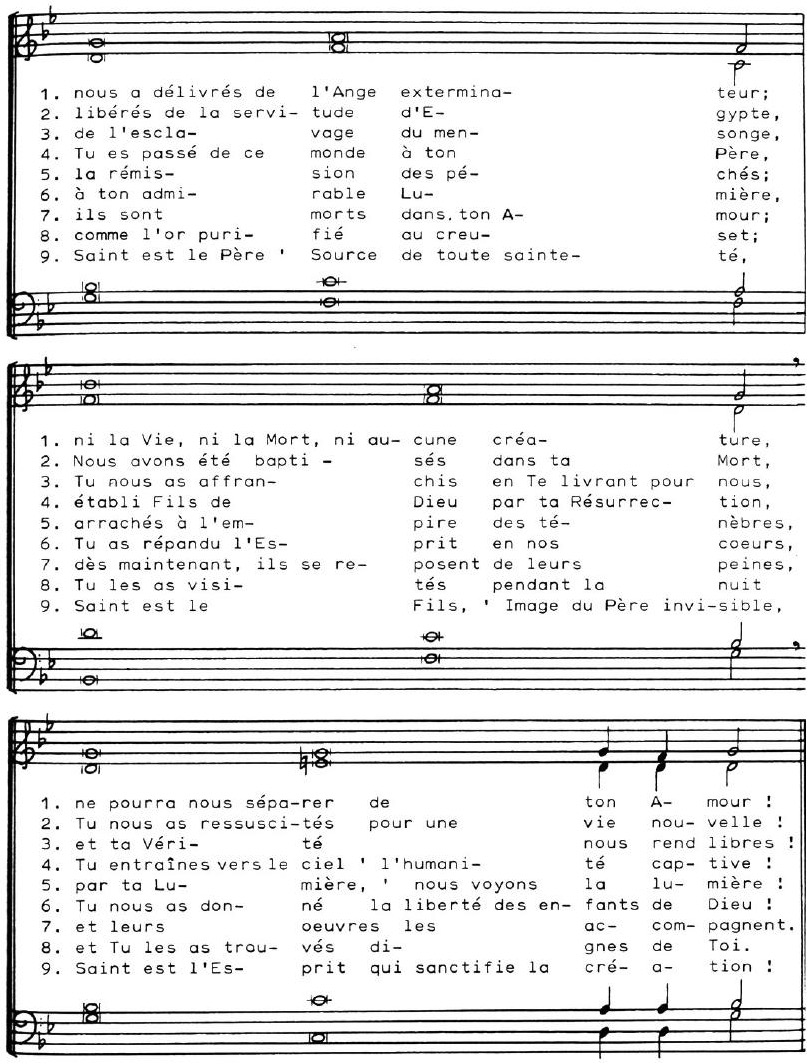 1. nous a délivrés de l'Ange extermina- teur;
2. libérés de la servi- tude d'E- gypte,
3. de l'escla- vage du men- songe,
4. Tu es passé de ce monde à ton Père,
5. la rémis- sion des pé- chés;
6. à ton admi- rable Lu- mière,
7. ils sont morts dans.ton A- mour;
8. comme l'or puri- fié au creu- set;
9. Saint est le Père ' Source de toute sainte- té,
1. ni la Vie, ni la Mort, ni au- cune créa- ture,
2. Nous avons été bapti - sés dans ta Mort,
3. Tu nous as affran- chis en Te livrant pour nous,
4. établi Fils de Dieu par ta Résurrec- tion,
5. arrachés à l'em- pire des té- nèbres,
6. Tu as répandu l'Es- prit en nos coeurs,
7. dès maintenant, ils se re- posent de leurs peines,
8. Tu les as visi- tés pendant la nuit
9. Saint est le Fils, ' Image du Père invi-sible,
1. ne pourra nous sépa-rer de ton A- mour !
2. Tu nous as ressusci-tés pour une vie nou- velle !
3. et ta Véri- té nous rend libres !
4. Tu entraînes vers le ciel ' l'humani- té cap- tive !
5. par ta Lu- mière, ' nous voyons la lu- mière !
6. Tu nous as don- né la liberté des en- fants de Dieu !
7. et leurs oeuvres les ac- com- pagnent.
8. et Tu les as trou- vés di- gnes de Toi.
9. Saint est l'Es- prit qui sanctifie la cré- a- tion !